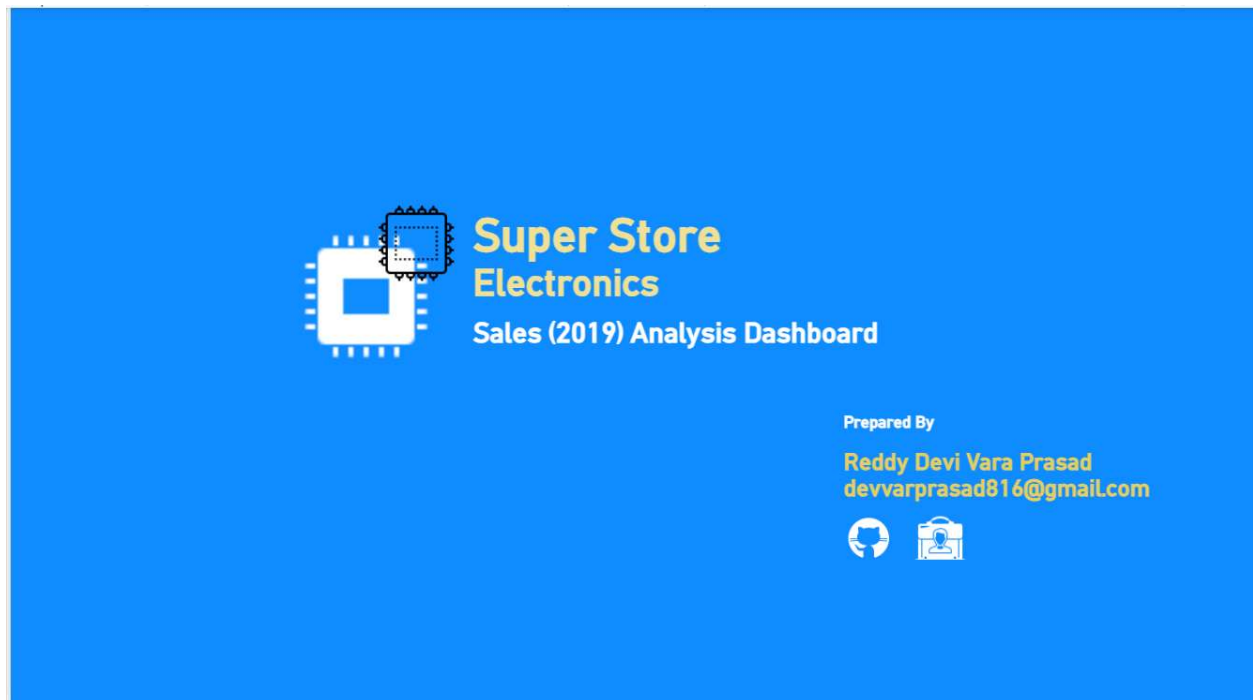 Super Store
Electronics
Sales (2019) Analysis Dashboard
Prepared By
Reddy Devi Vara Prasad
devvarprasad816@gmail.com